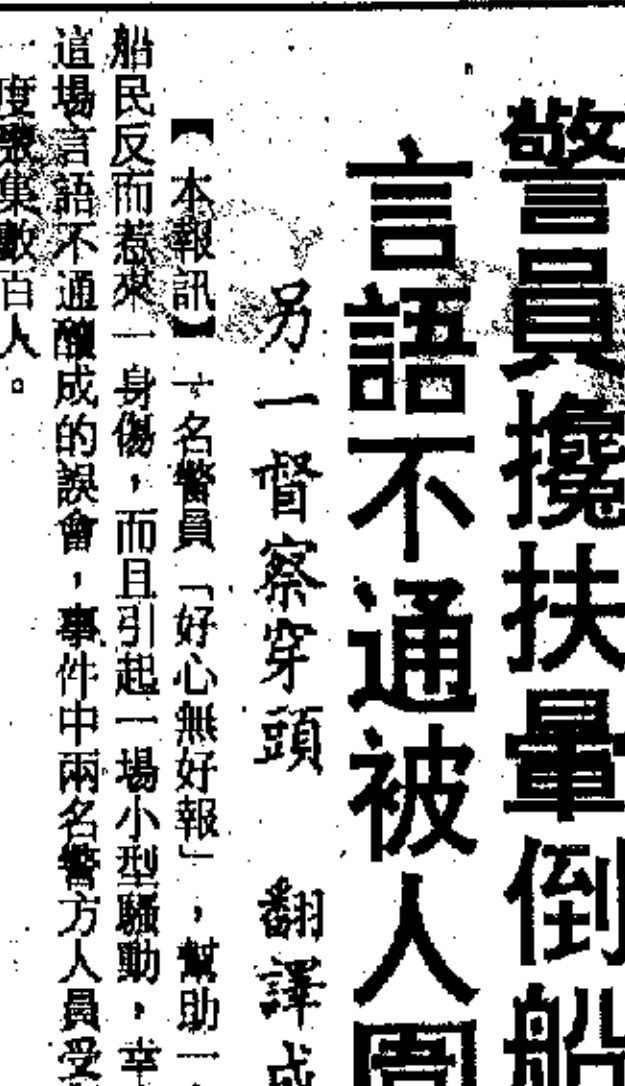 警員攙扶暈倒船
言語不通被人圍
另一督察穿頭 翻譯成
【本報訊】一名警員「好心無好報」，幫助一
船民反而惹來一身傷，而且引起一場小型騷動，幸
這場言語不通釀成的誤會，事件中兩名警方人員受
一度聚集數百人。